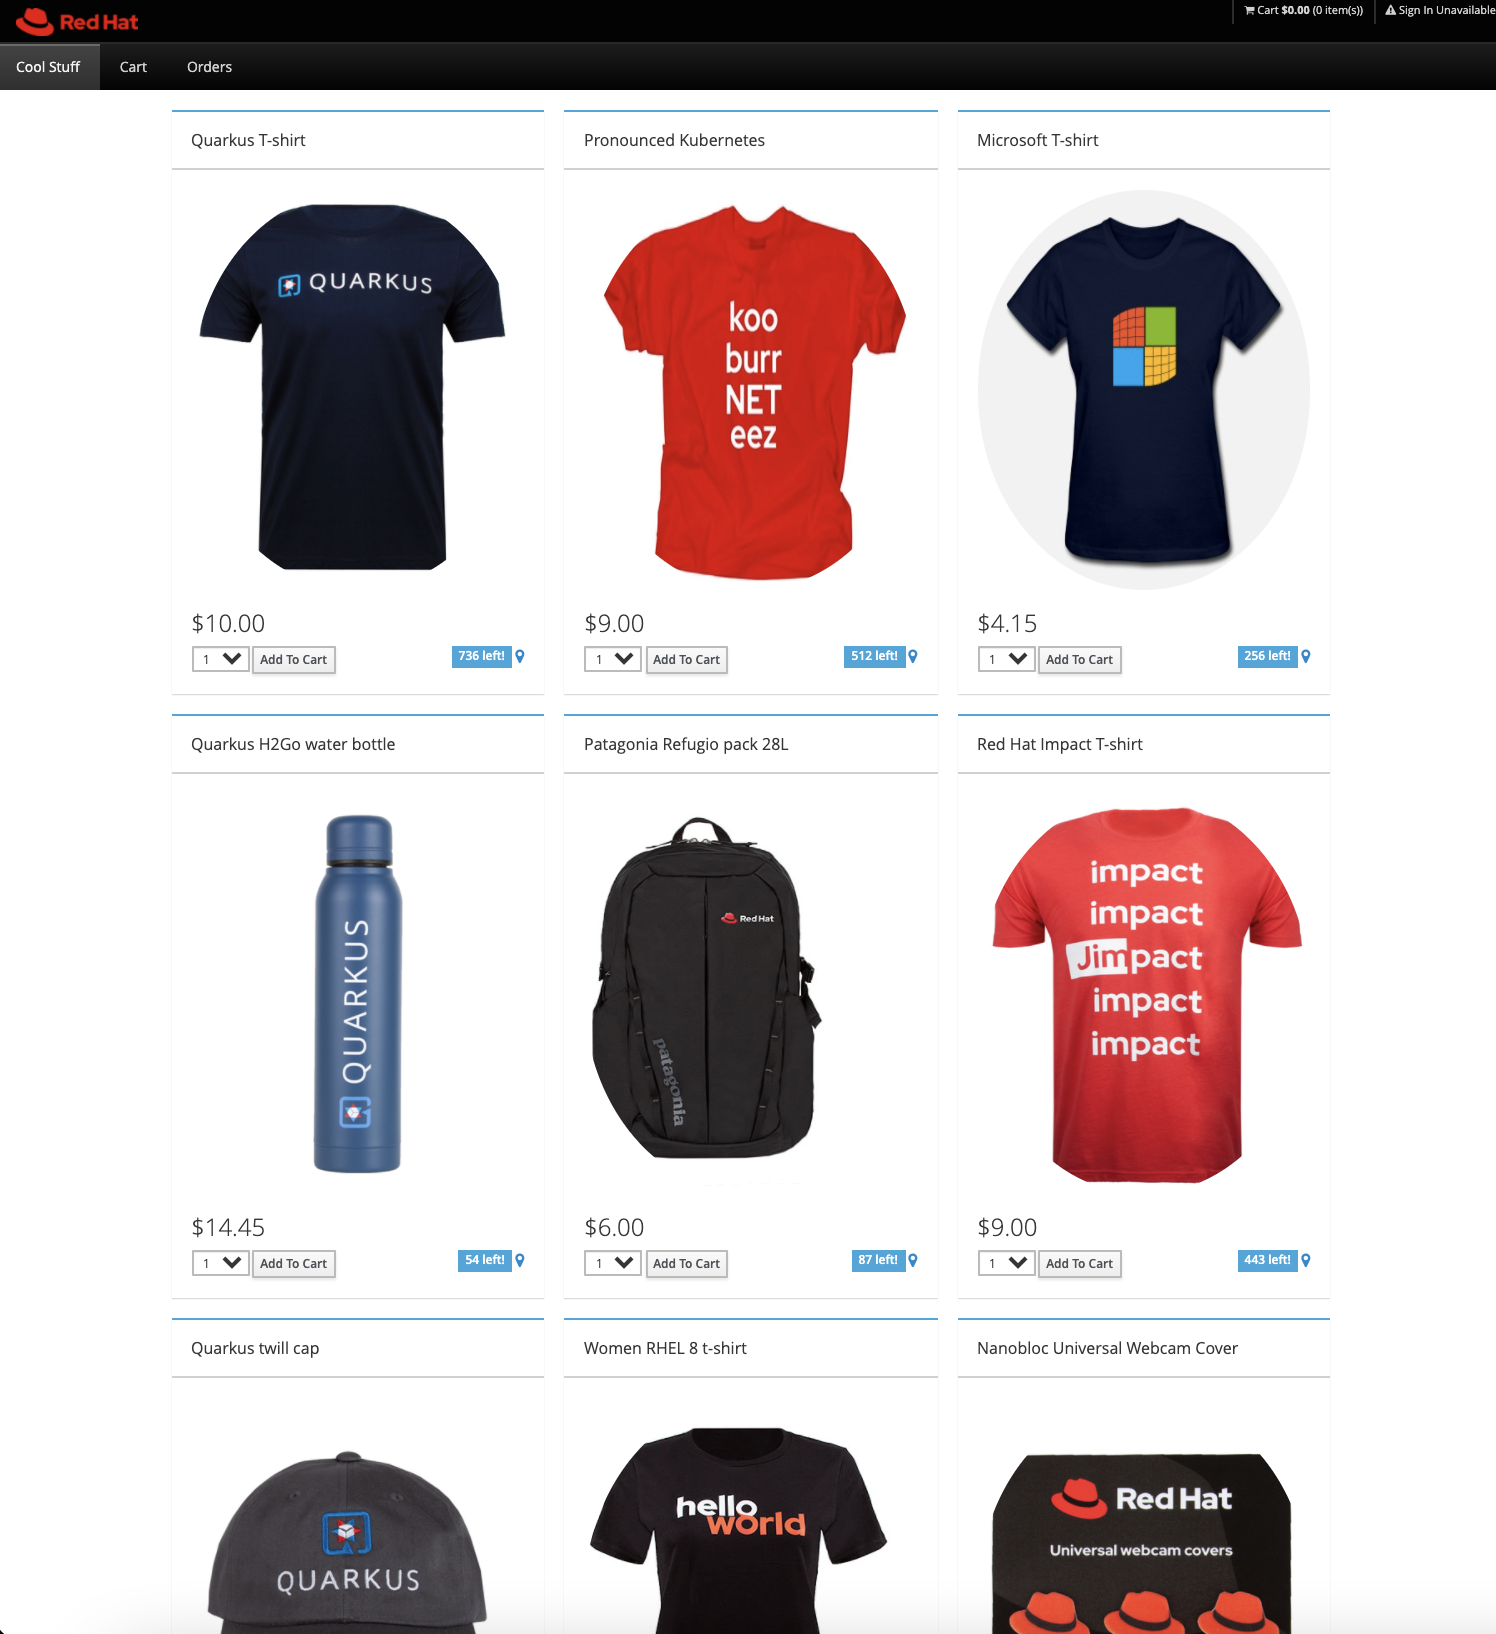 Red Hat
Cart $0.00 (0 item(s))
Sign In Unavailable
Cool Stuff
Cart
Orders
Quarkus T-shirt
Pronounced Kubernetes
Microsoft T-shirt
QUARKUS
koo
burr
NET
eez
$10.00
$9.00
$4.15
1
Add To Cart
736 left!
1
Add To Cart
512 left!
1
Add To Cart
256 left!
Quarkus H2Go water bottle
Patagonia Refugio pack 28L
Red Hat Impact T-shirt
QUARKUS
Red Hat
patagonia
impact
impact
Jimpact
impact
impact
$14.45
$6.00
$9.00
1
Add To Cart
54 left!
1
Add To Cart
87 left!
1
Add To Cart
443 left!
Quarkus twill cap
Women RHEL 8 t-shirt
Nanobloc Universal Webcam Cover
QUARKUS
hello
world
Red Hat
Universal webcam covers